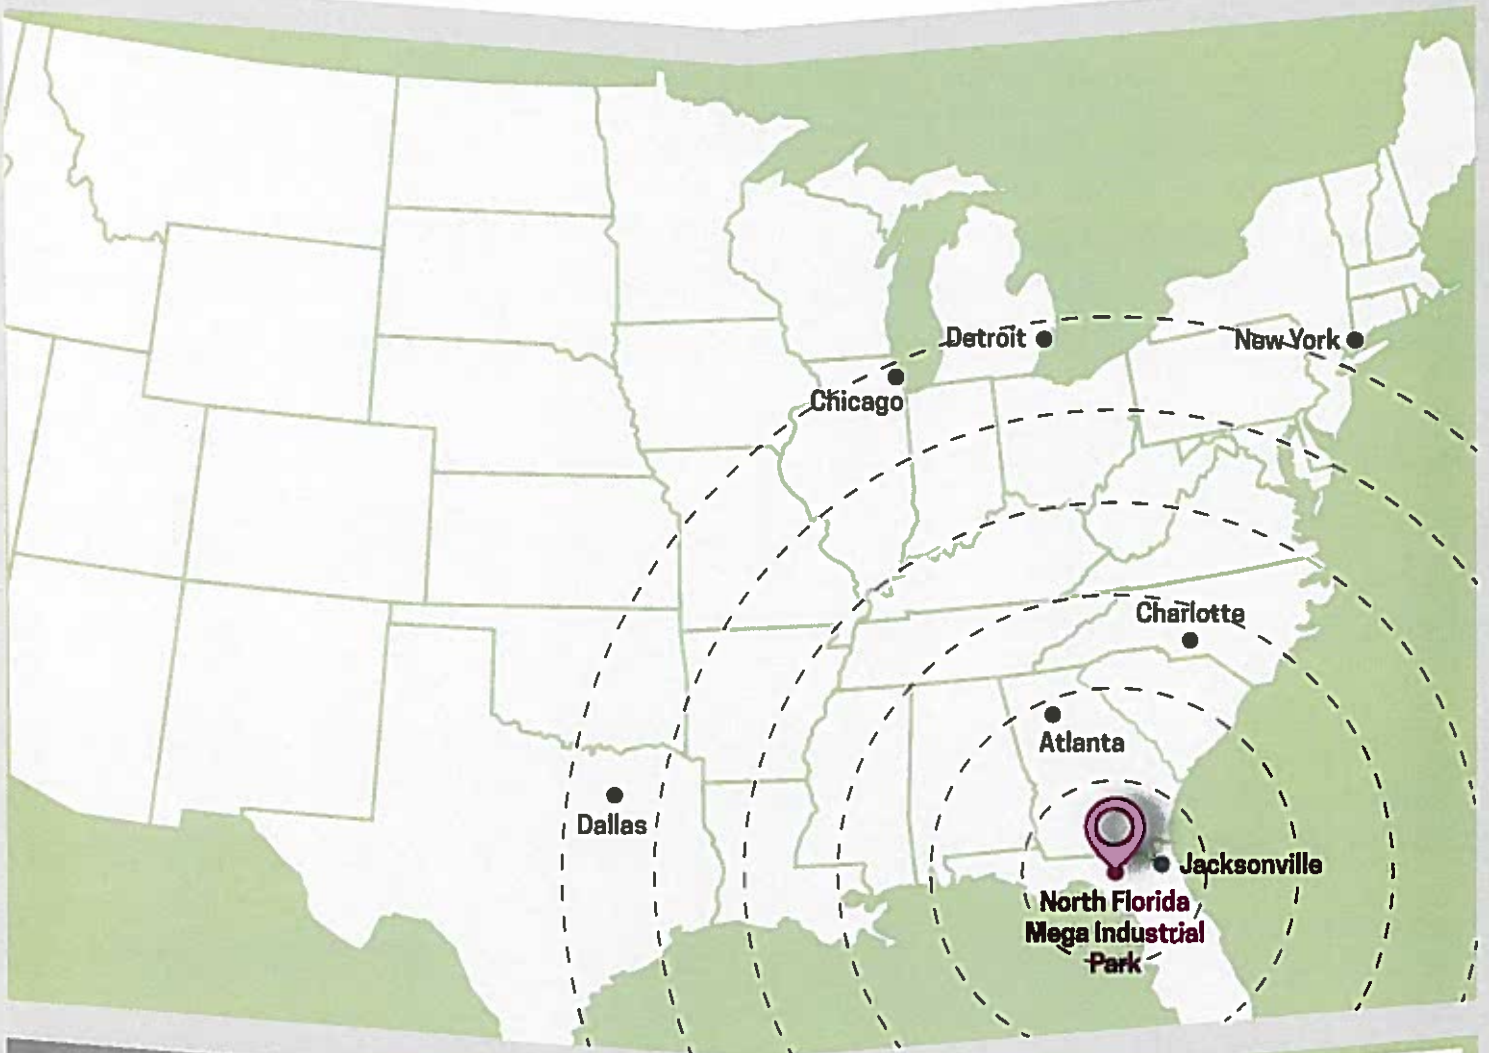 Detroit
New York
Chicago
Charlotte
Atlanta
Dallas
Jacksonville
North Florida
Mega Industrial
Park